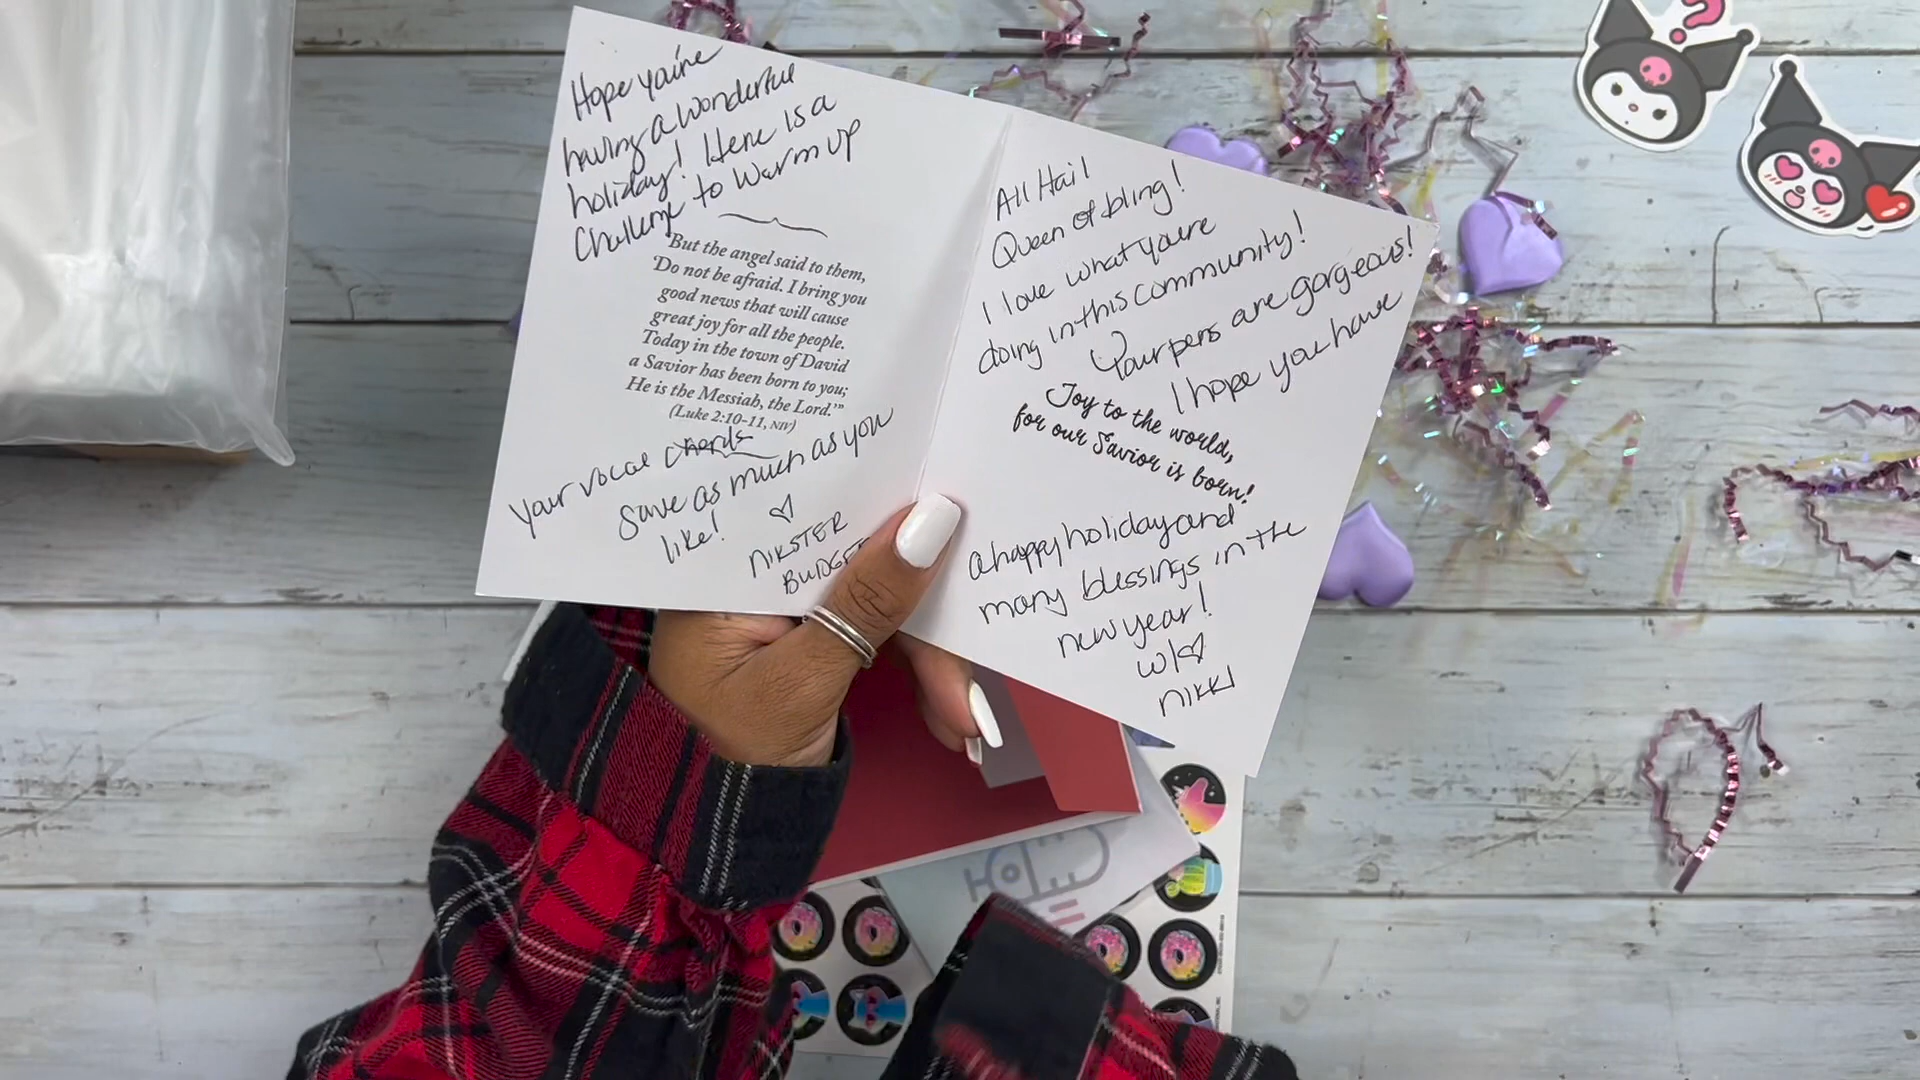 Hope you're
having a wonderful
holiday! Here is a
Challenge to Warm up
"But the angel said to them,
'Do not be afraid. I bring you
good news that will cause
great joy for all the people.
Today in the town of David
a Savior has been born to you;
He is the Messiah, the Lord.'"
(Luke 2:10-11, NIV)
Your vocal chords
Save as much as you
like!
NIKSTER
All Hail
Queen of bling!
I love what you're
doing in this community!
Your pens are gorgeous!
I hope you have
Joy to the world,
for our Savior is born!
a happy holiday and
many blessings in the
new year!
w/
NIKKI